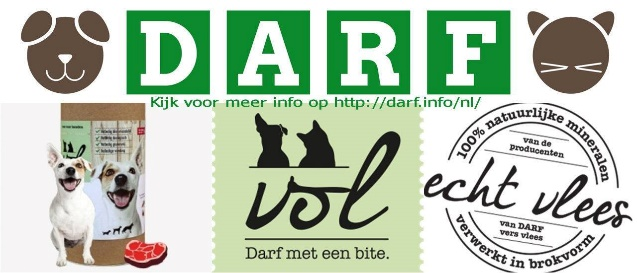 DARF
Kijk voor meer info op http://darf.info/nl/
vol
Darf met een bite.
100% natuurlijke mineralen
van de
producenten
echt vlees
van DARF
vers vlees
verwerkt in brokvorm